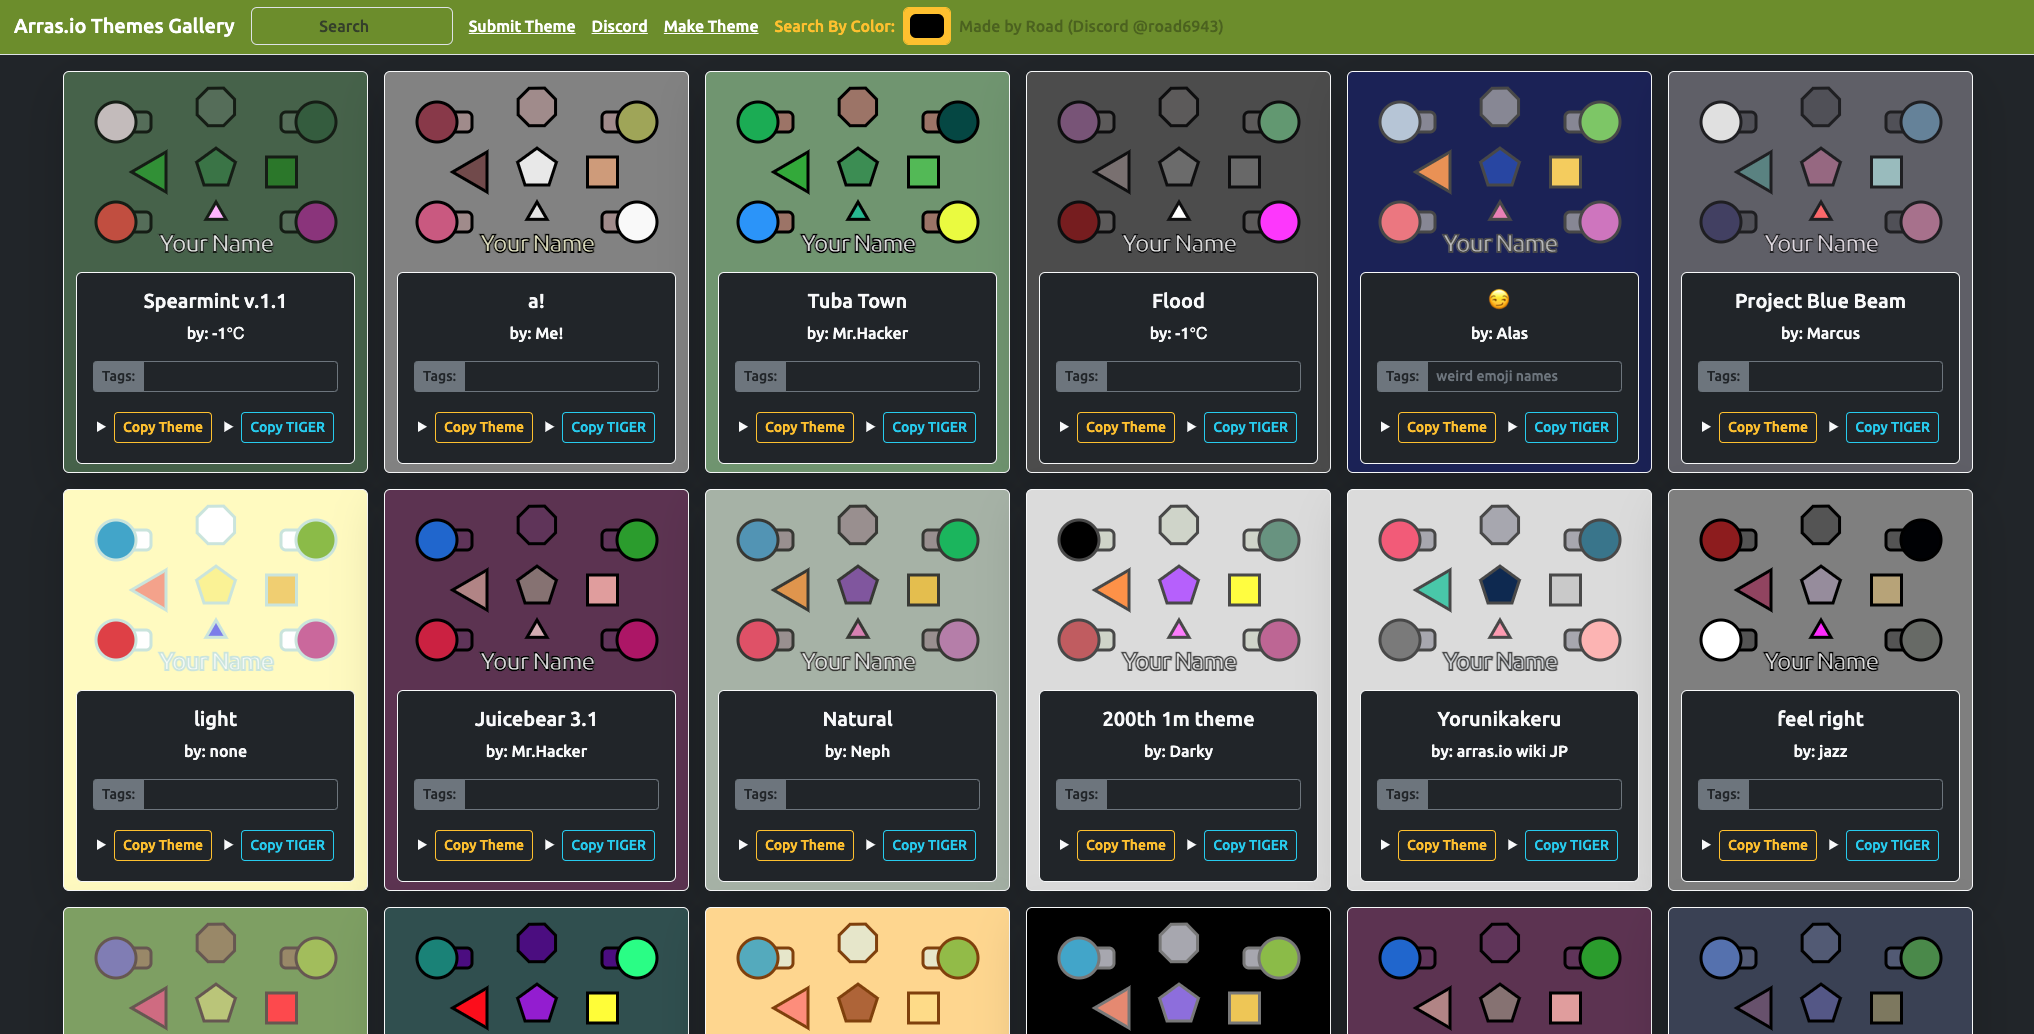 Arras.io Themes Gallery Search Submit Theme Discord Make Theme Search By Color: Made by Road (Discord @road6943)
Your Name Your Name Your Name Your Name Your Name Your Name
Spearmint v.1.1 a! Tuba Town Flood 😏 Project Blue Beam
by: -1°C by: Me! by: Mr.Hacker by: -1°C by: Alas by: Marcus
Tags: Tags: Tags: Tags: Tags: weird emoji names Tags:
Copy Theme Copy TIGER Copy Theme Copy TIGER Copy Theme Copy TIGER Copy Theme Copy TIGER Copy Theme Copy TIGER Copy Theme Copy TIGER
Your Name Your Name Your Name Your Name Your Name Your Name
light Juicebear 3.1 Natural 200th 1m theme Yorunikakeru feel right
by: none by: Mr.Hacker by: Neph by: Darky by: arras.io wiki JP by: jazz
Tags: Tags: Tags: Tags: Tags: Tags:
Copy Theme Copy TIGER Copy Theme Copy TIGER Copy Theme Copy TIGER Copy Theme Copy TIGER Copy Theme Copy TIGER Copy Theme Copy TIGER